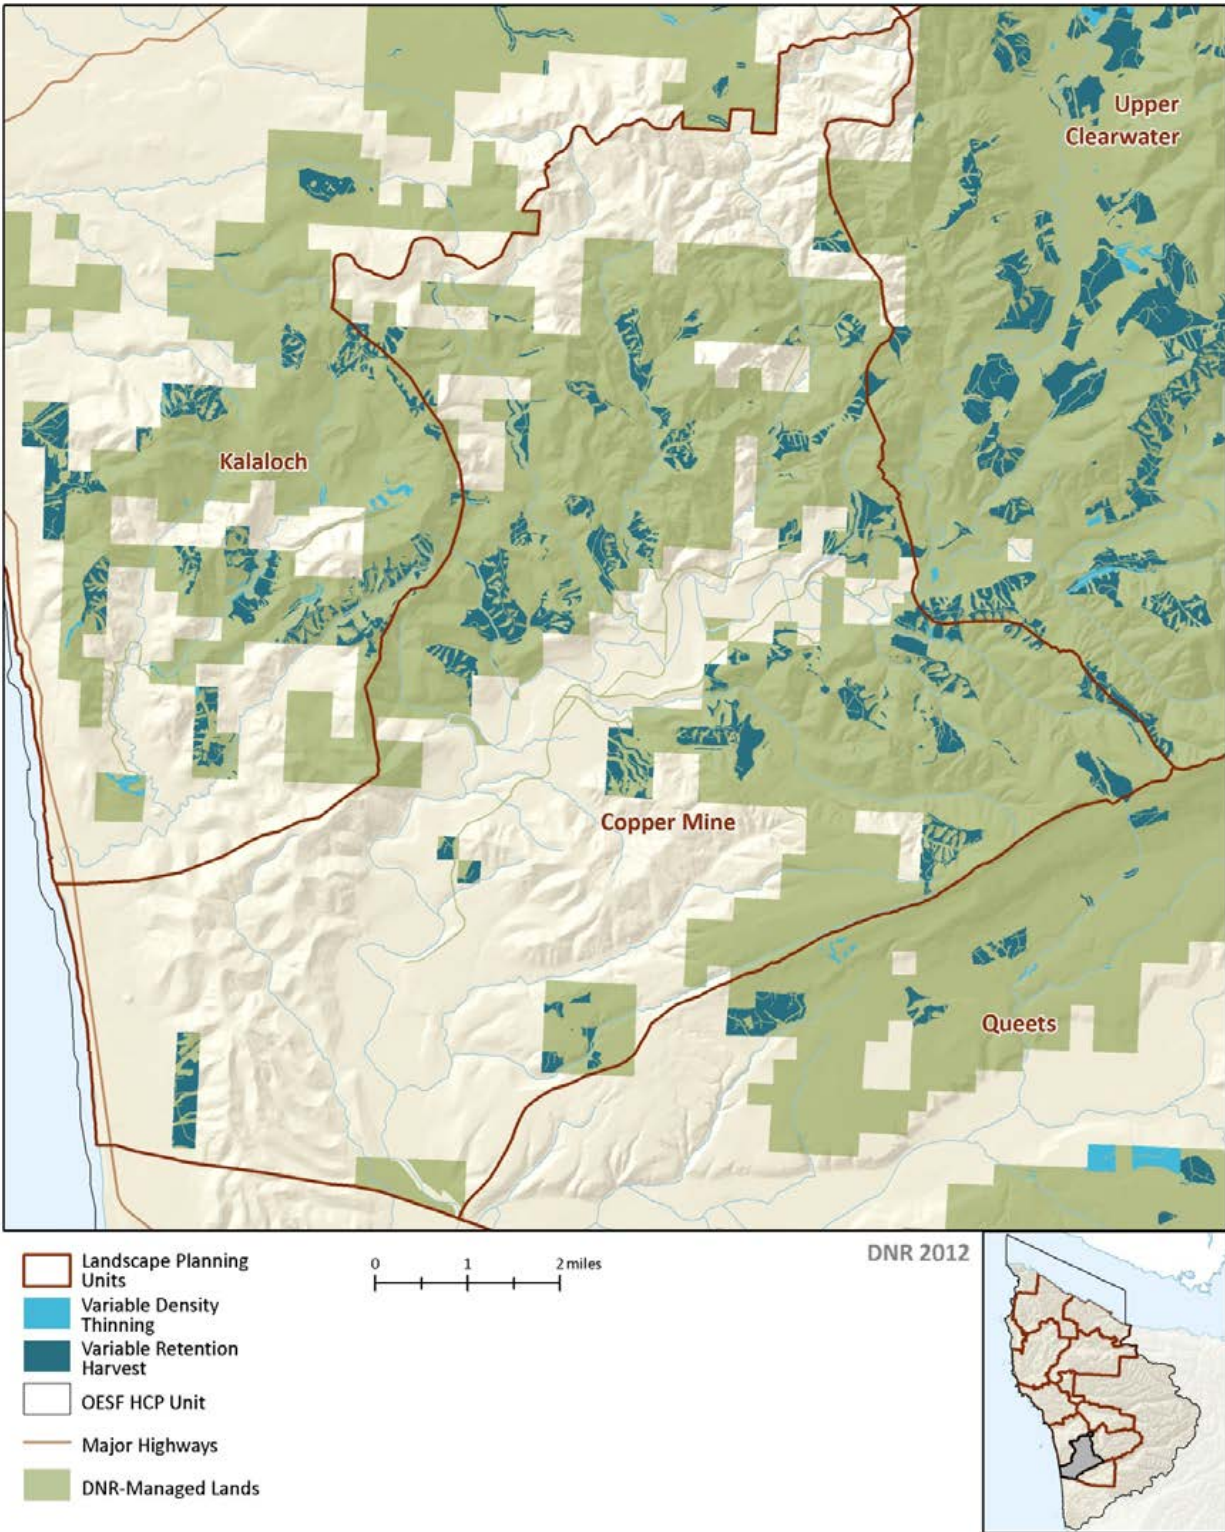 Upper
Clearwater
Kalaloch
Copper Mine
Queets
Landscape Planning
Units
Variable Density
Thinning
Variable Retention
Harvest
OESF HCP Unit
Major Highways
DNR-Managed Lands
0 1 2 miles
DNR 2012